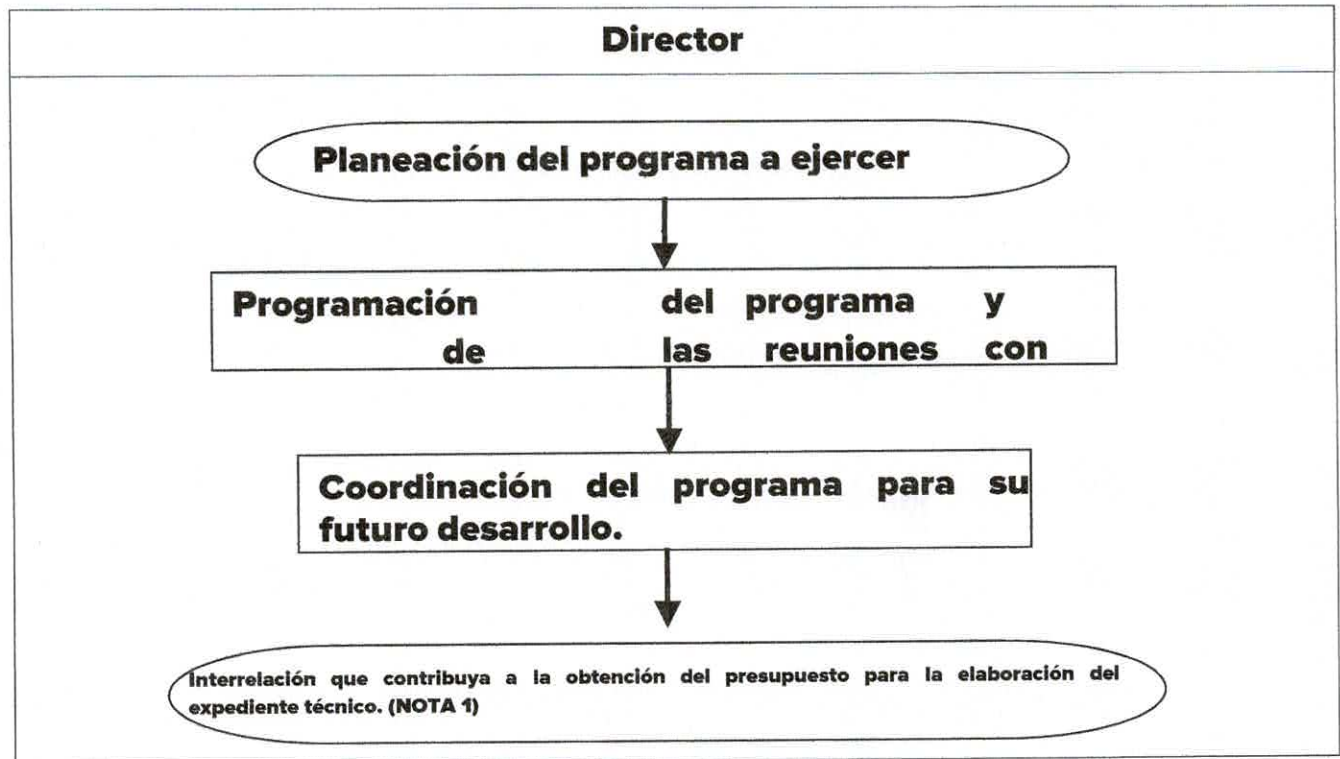 Director
Planeación del programa a ejercer
Programación del programa y
de las reuniones con
Coordinación del programa para su
futuro desarrollo.
Interrelación que contribuya a la obtención del presupuesto para la elaboración del
expediente técnico. (NOTA 1)